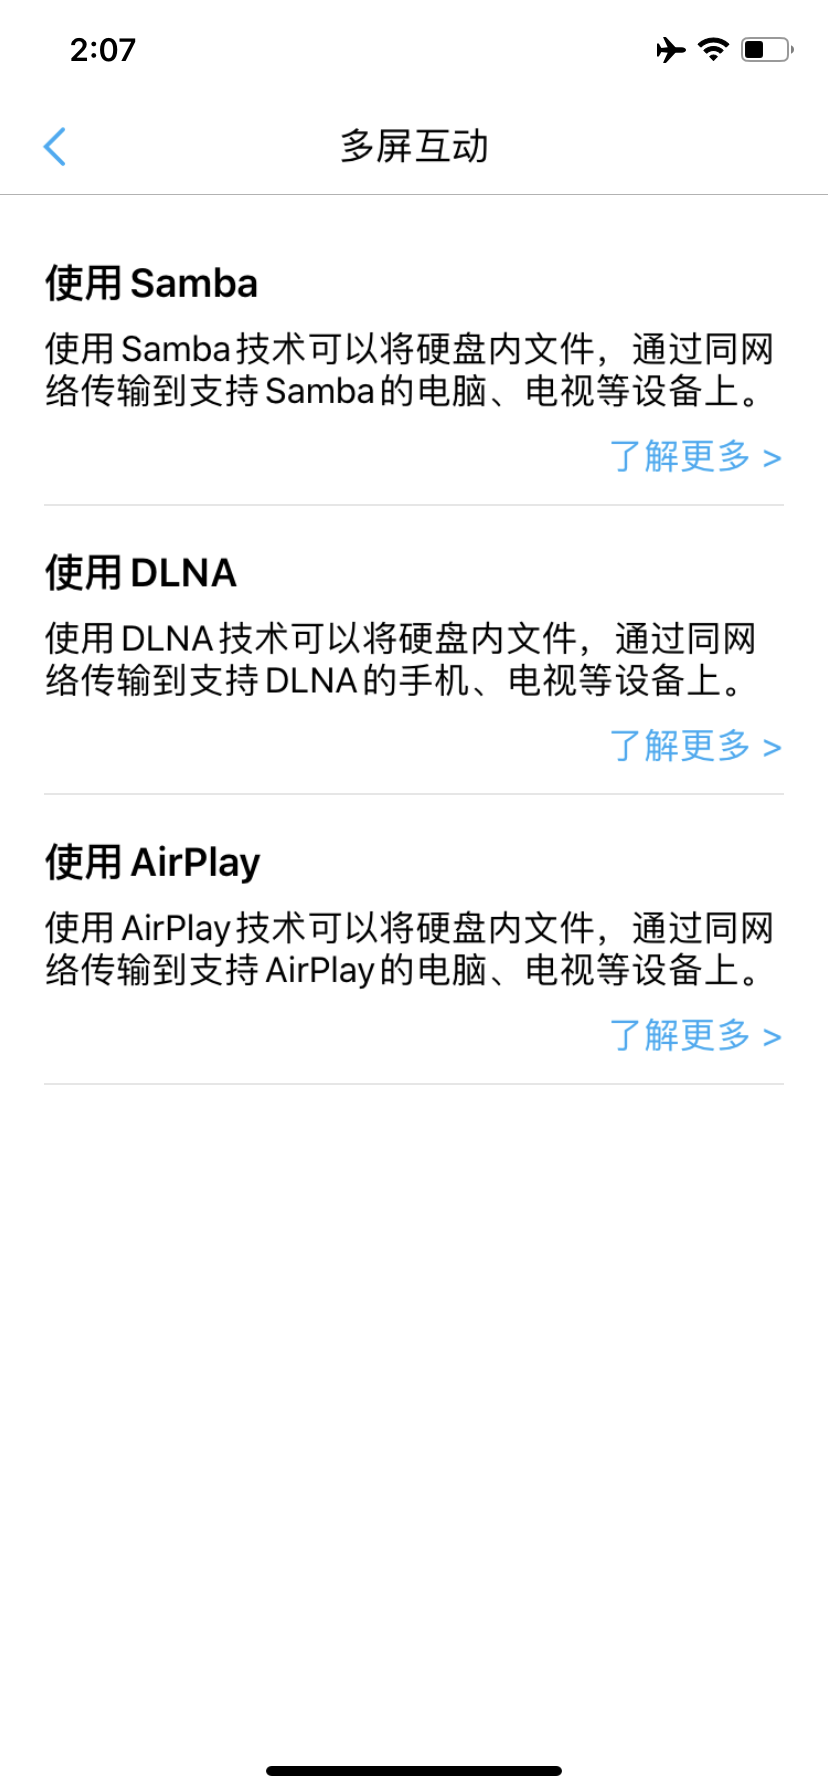 2:07
多屏互动
使用 Samba
使用Samba技术可以将硬盘内文件，通过同网
络传输到支持Samba的电脑、电视等设备上。
了解更多 >
使用 DLNA
使用DLNA技术可以将硬盘内文件，通过同网
络传输到支持DLNA的手机、电视等设备上。
了解更多 >
使用 AirPlay
使用AirPlay技术可以将硬盘内文件，通过同网
络传输到支持AirPlay的电脑、电视等设备上。
了解更多 >